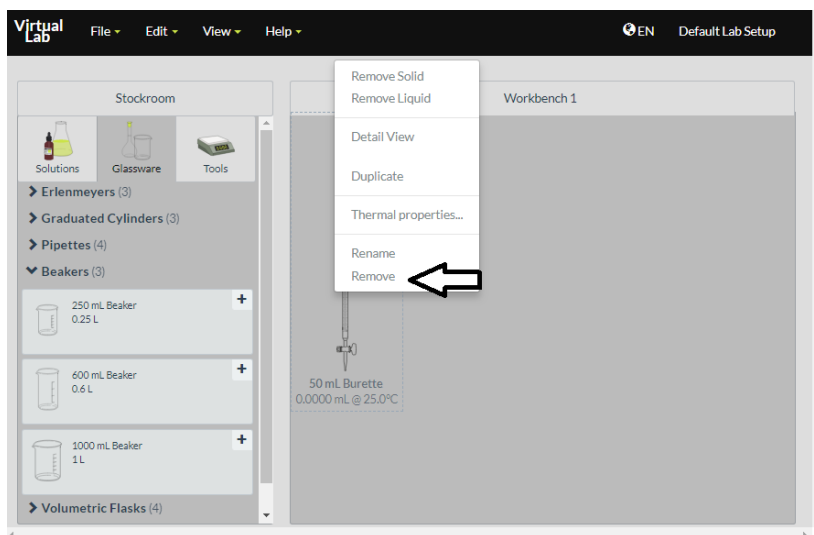 Virtual Lab File Edit View Help EN Default Lab Setup
Stockroom
Solutions Glassware Tools
Erlenmeyers (3)
Graduated Cylinders (3)
Pipettes (4)
Beakers (3)
250 mL Beaker
0.25 L
600 mL Beaker
0.6 L
1000 mL Beaker
1 L
Volumetric Flasks (4)
Workbench 1
Remove Solid
Remove Liquid
Detail View
Duplicate
Thermal properties...
Rename
Remove
50 mL Burette
0.0000 mL @ 25.0°C